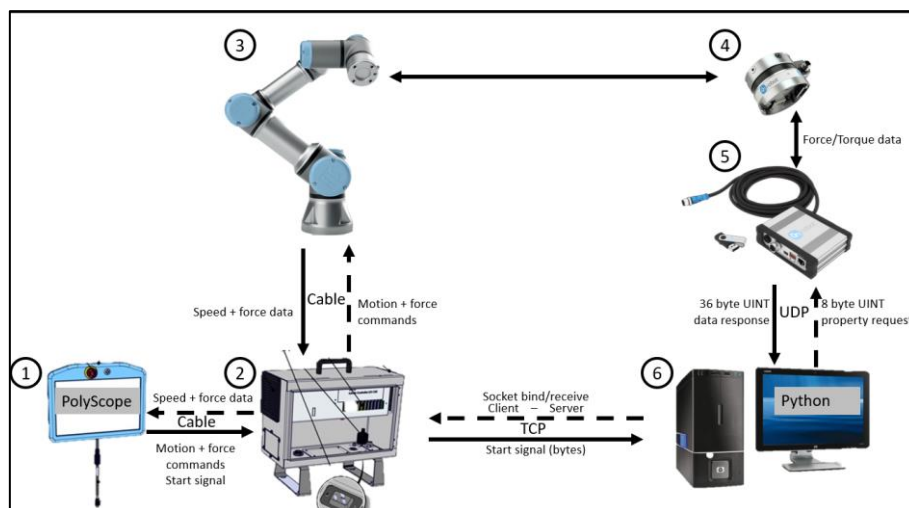 3
4
Force/Torque data
5
Speed + force data
Cable
Motion + force
commands
36 byte UINT
data response
UDP
8 byte UINT
property request
1
PolyScope
2
6
Python
Speed + force data
Cable
Motion + force
commands
Start signal
Socket bind/receive
Client – Server
TCP
Start signal (bytes)